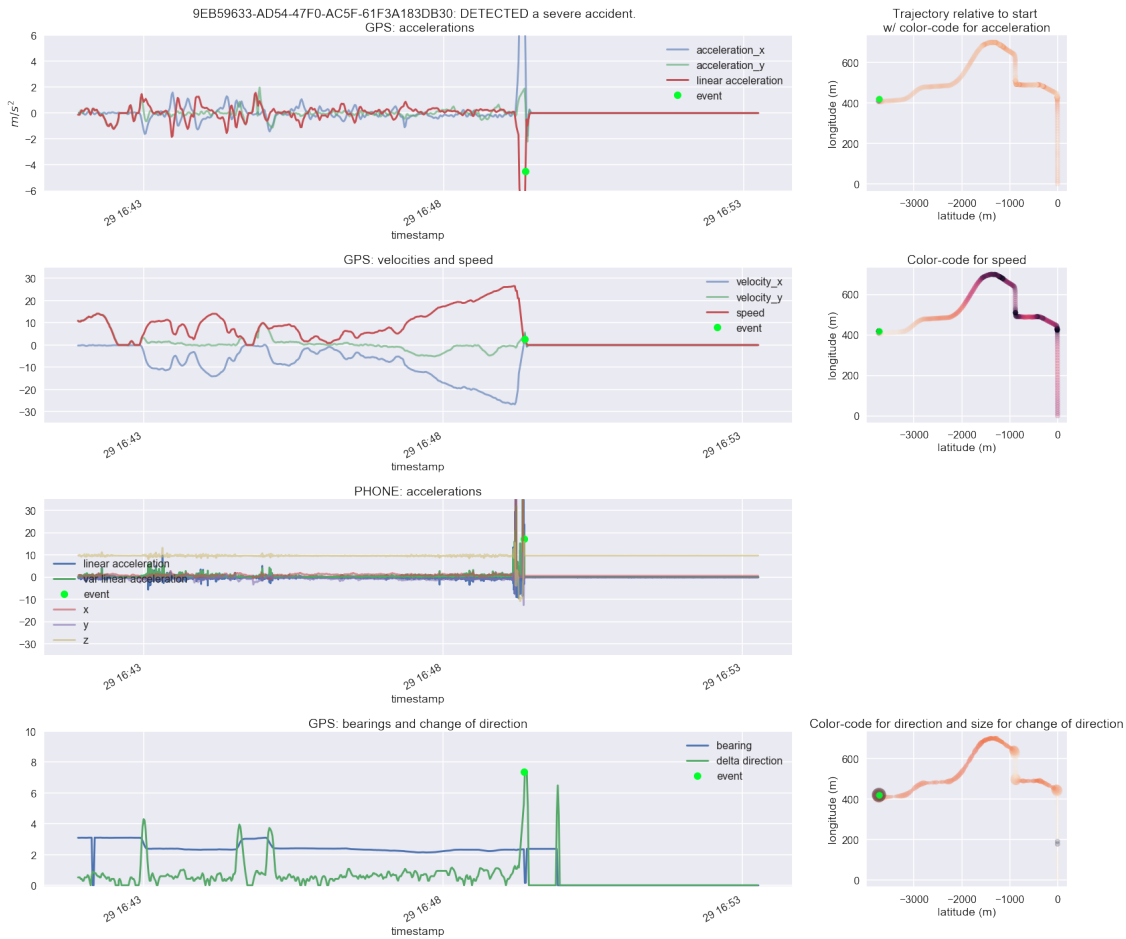 9EB59633-AD54-47F0-AC5F-61F3A183DB30: DETECTED a severe accident.
GPS: accelerations
6
4
2
0
−2
−4
−6
m/s²
acceleration_x
acceleration_y
linear acceleration
event
29 16:43
29 16:48
29 16:53
timestamp
Trajectory relative to start
w/ color-code for acceleration
600
400
200
0
longitude (m)
−3000
−2000
−1000
0
latitude (m)
GPS: velocities and speed
30
20
10
0
−10
−20
−30
velocity_x
velocity_y
speed
event
29 16:43
29 16:48
29 16:53
timestamp
Color-code for speed
600
400
200
0
longitude (m)
−3000
−2000
−1000
0
latitude (m)
PHONE: accelerations
30
20
10
0
−10
−20
−30
linear acceleration
var linear acceleration
event
x
y
z
29 16:43
29 16:48
29 16:53
timestamp
GPS: bearings and change of direction
10
8
6
4
2
0
bearing
delta direction
event
29 16:43
29 16:48
29 16:53
timestamp
Color-code for direction and size for change of direction
600
400
200
0
longitude (m)
−3000
−2000
−1000
0
latitude (m)